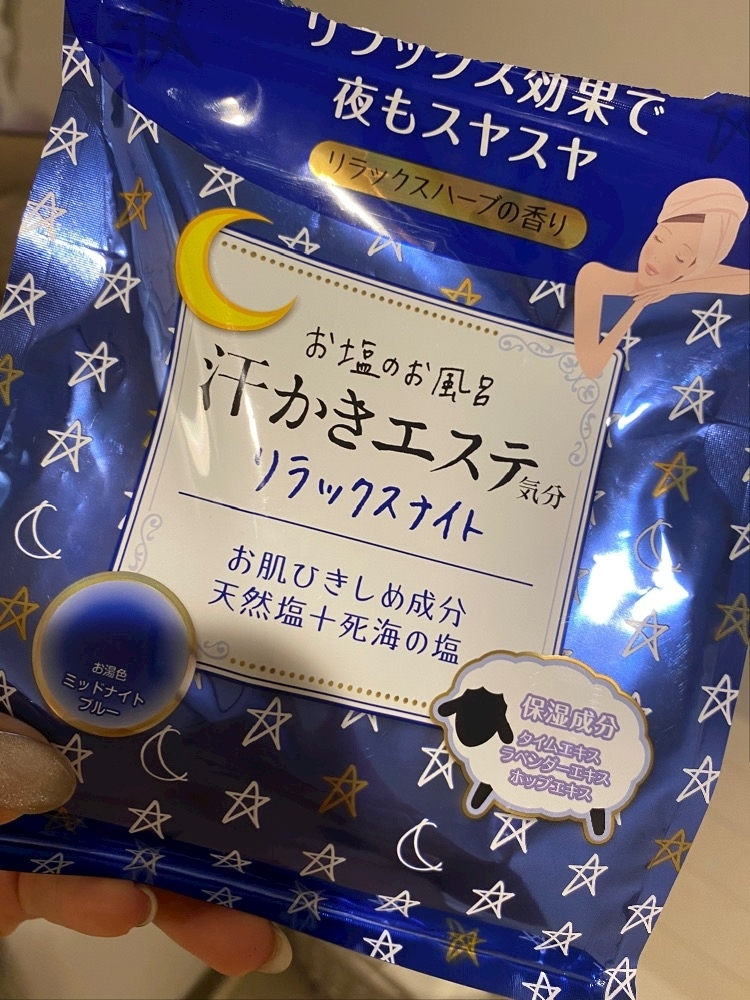 リラックス効果で
夜もスヤスヤ
リラックスハーブの香り
お塩のお風呂
汗かきエステ気分
リラックスナイト
お肌ひきしめ成分
天然塩+死海の塩
お湯色
ミッドナイト
ブルー
保湿成分
タイムエキス
ラベンダーエキス
ホップエキス